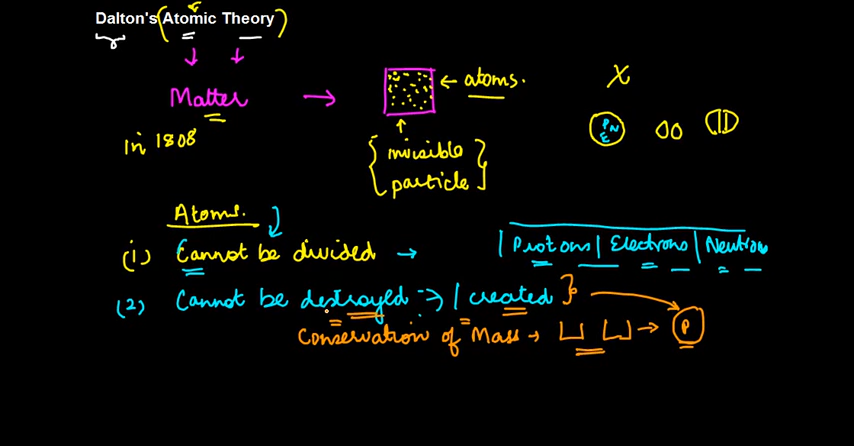 Dalton's (Atomic Theory)
Matter → ← atoms. X
in 1808
P N
E
{ invisible }
{ particle }
Atoms.
(1) Cannot be divided → | Protons | Electrons | Neutron
(2) Cannot be destroyed → | created }
Conservation of Mass → → P